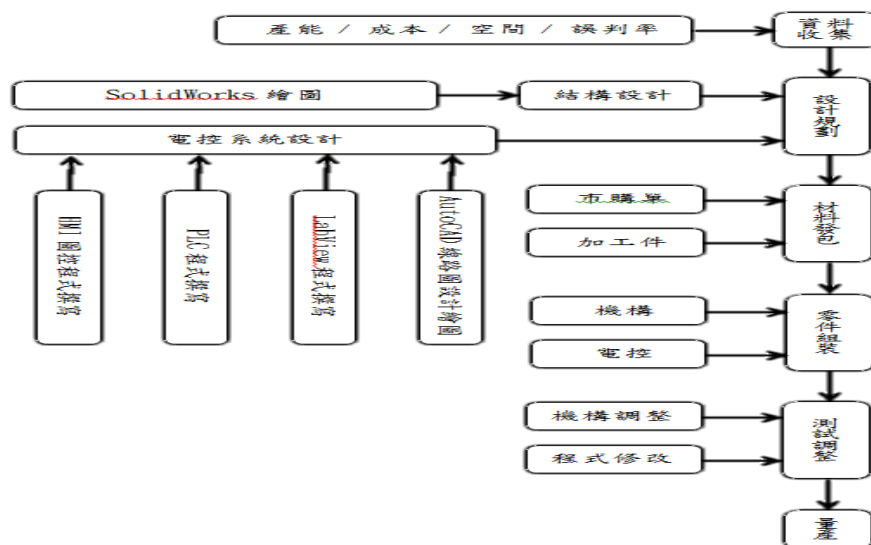 產能 / 成本 / 空間 / 誤判率
資料
收集
SolidWorks 繪圖
結構設計
設計規劃
電控系統設計
HMI 圖控程式撰寫
PLC 程式撰寫
LabView 程式撰寫
AutoCAD 線路圖設計繪圖
市購單
加工件
材料發包
機構
電控
零件組裝
機構調整
程式修改
測試調整
量產